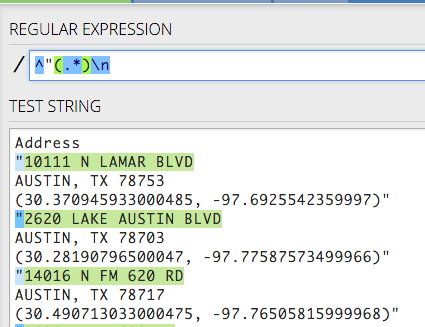 REGULAR EXPRESSION
/ ^"(.*)\n
TEST STRING
Address
"10111 N LAMAR BLVD
AUSTIN, TX 78753
(30.370945933000485, -97.6925542359997)"
"2620 LAKE AUSTIN BLVD
AUSTIN, TX 78703
(30.28190796500047, -97.77587573499966)"
"14016 N FM 620 RD
AUSTIN, TX 78717
(30.490713033000475, -97.76505815999968)"